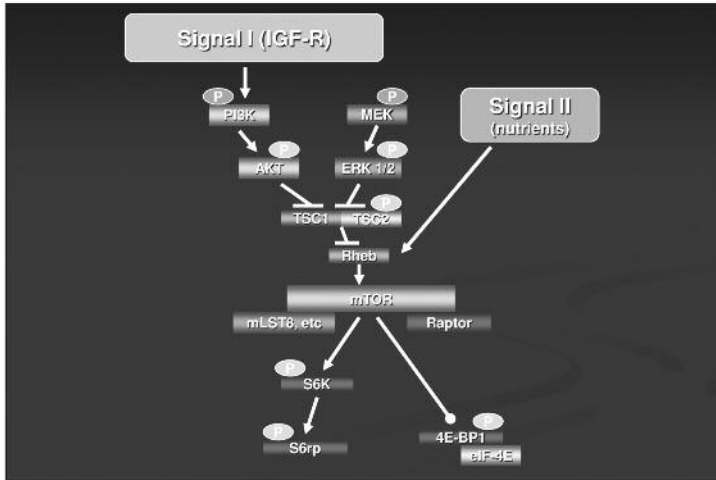 Signal I (IGF-R)
P
P
PI3K
MEK
Signal II
(nutrients)
P
P
AKT
ERK 1/2
P
TSC1
TSC2
Rheb
mTOR
mLST8, etc
Raptor
P
S6K
P
P
S6rp
4E-BP1
eIF-4E